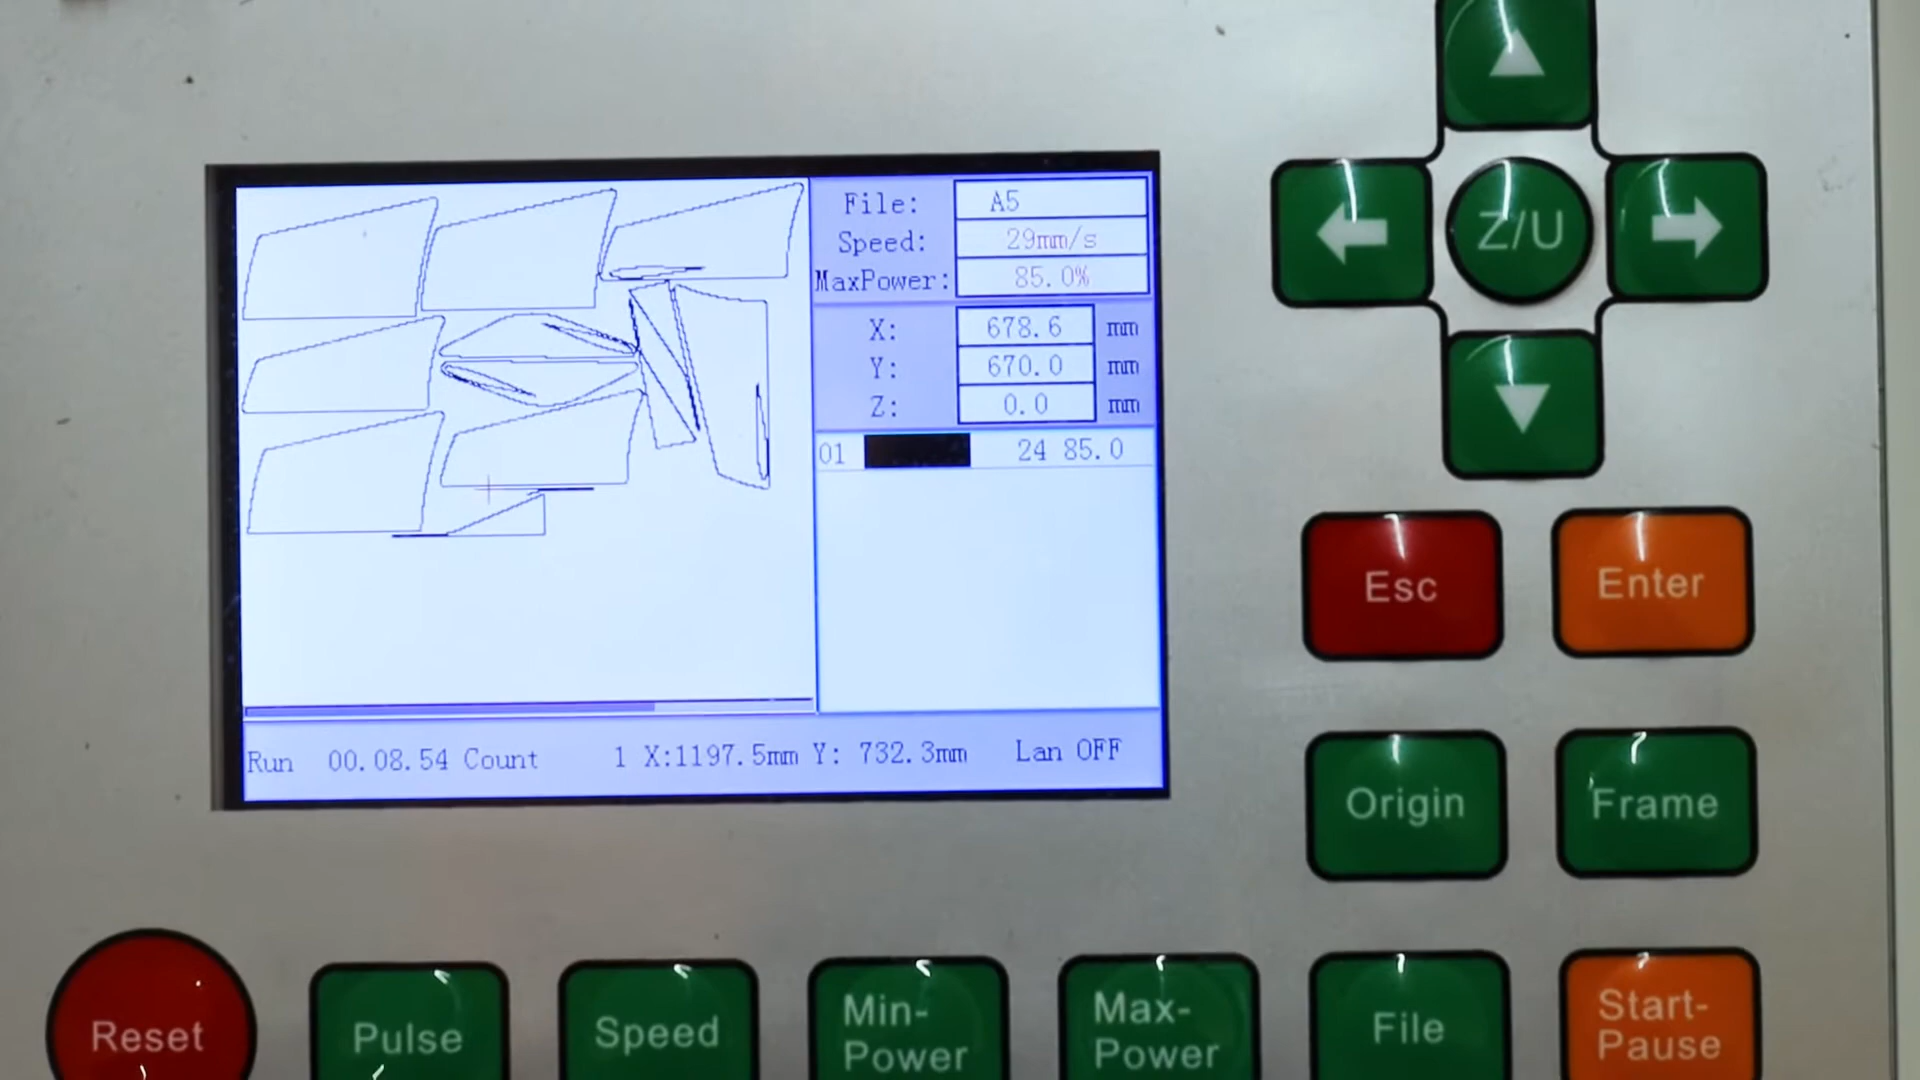 File: A5
Speed: 29mm/s
MaxPower: 85.0%
X: 678.6 mm
Y: 670.0 mm
Z: 0.0 mm
01 24 85.0
Run 00.08.54 Count 1 X:1197.5mm Y: 732.3mm Lan OFF
Z/U
Esc
Enter
Origin
Frame
Reset
Pulse
Speed
Min-
Power
Max-
Power
File
Start-
Pause